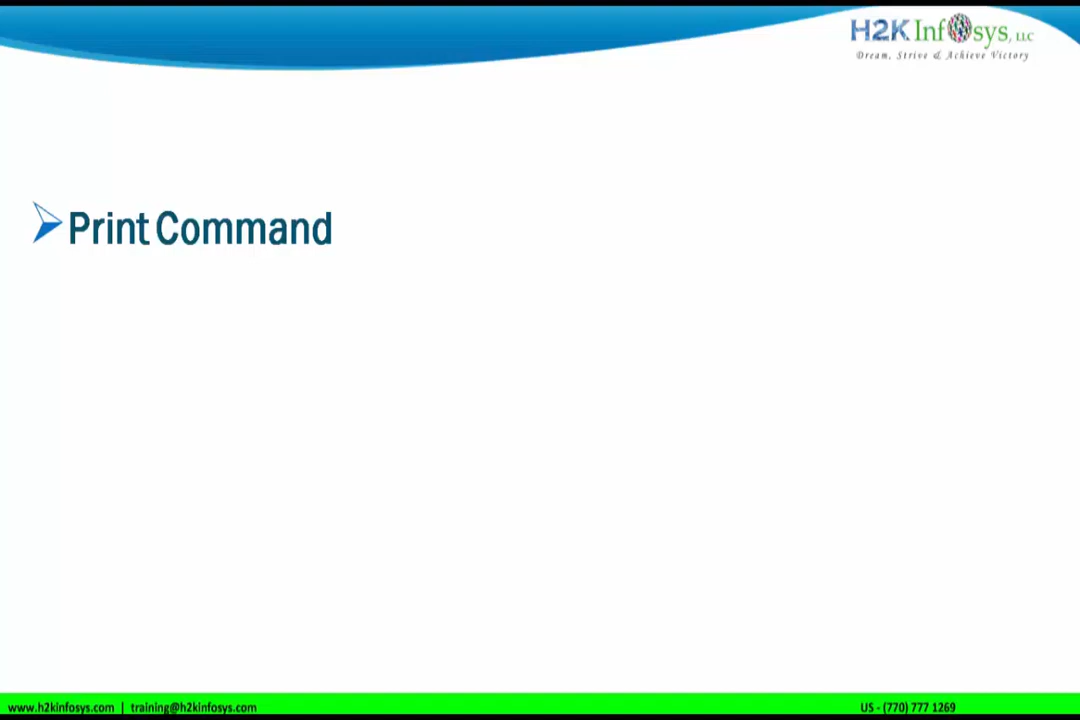 H2K Infosys, LLC
Dream, Strive & Achieve Victory
Print Command
www.h2kinfosys.com | training@h2kinfosys.com
US - (770) 777 1269